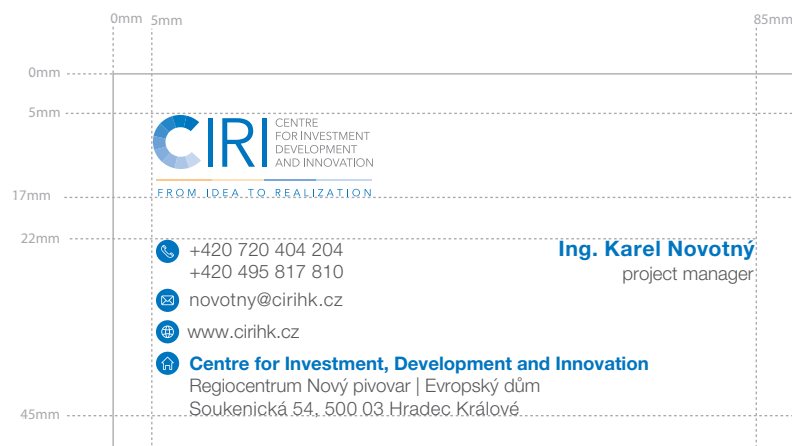 0mm 5mm 85mm
0mm
5mm
CIRI
CENTRE
FOR INVESTMENT
DEVELOPMENT
AND INNOVATION
FROM IDEA TO REALIZATION
17mm
22mm
+420 720 404 204
+420 495 817 810
Ing. Karel Novotný
project manager
novotny@cirihk.cz
www.cirihk.cz
Centre for Investment, Development and Innovation
Regiocentrum Nový pivovar | Evropský dům
Soukenická 54, 500 03 Hradec Králové
45mm